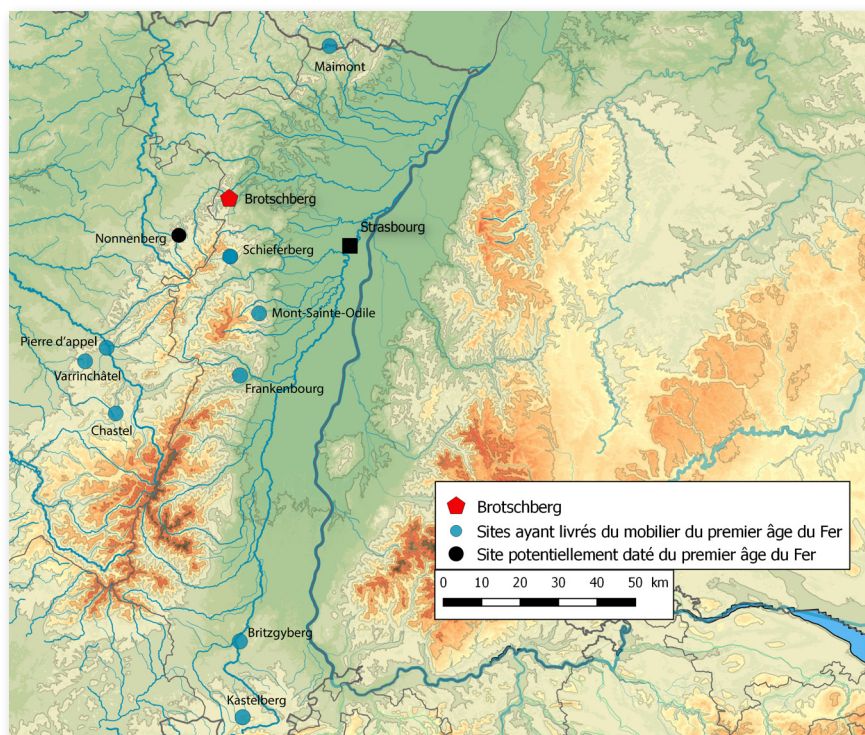 Maimont
Brotschberg
Strasbourg
Nonnenberg
Schieferberg
Mont-Sainte-Odile
Pierre d'appel
Varrinchâtel
Frankenbourg
Chastel
Brotschberg
Sites ayant livrés du mobilier du premier âge du Fer
Site potentiellement daté du premier âge du Fer
0 10 20 30 40 50 km
Britzgyberg
Kastelberg